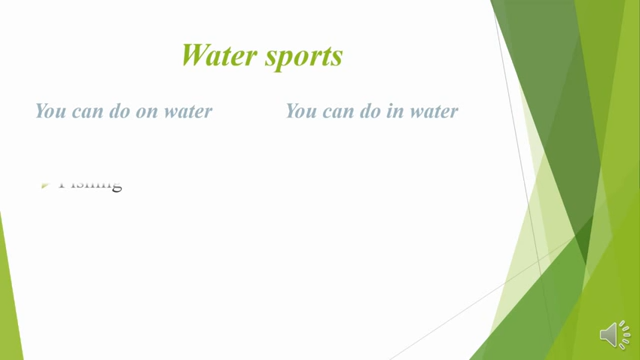 Water sports
You can do on water
You can do in water
Fishing